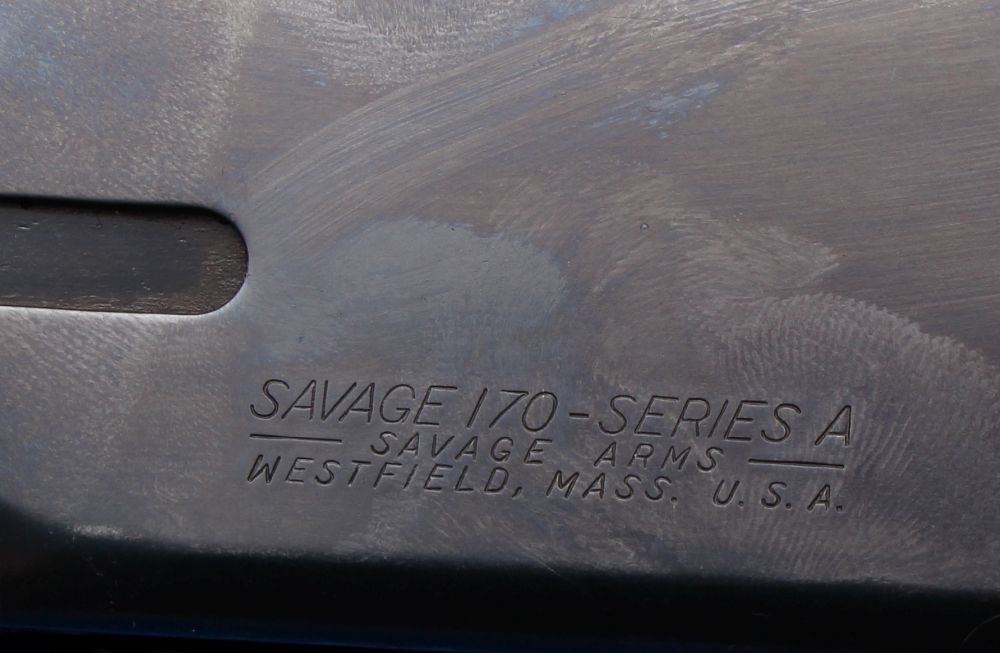 SAVAGE 170-SERIES A
SAVAGE ARMS
WESTFIELD, MASS. U.S.A.